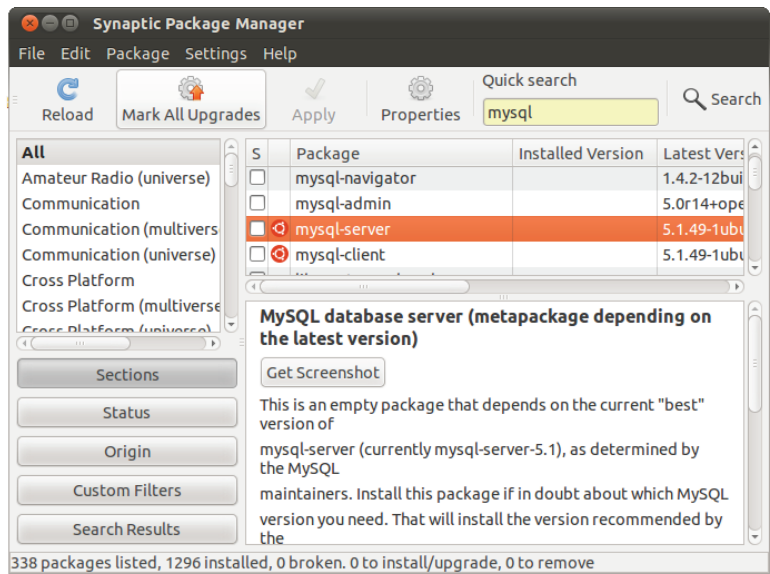 Synaptic Package Manager
File Edit Package Settings Help
Reload
Mark All Upgrades
Apply
Properties
Quick search
mysql
Search
All
Amateur Radio (universe)
Communication
Communication (multivers
Communication (universe)
Cross Platform
Cross Platform (multiverse
Cross Platform (universe)
S Package Installed Version Latest Vers
mysql-navigator 1.4.2-12bui
mysql-admin 5.0r14+ope
mysql-server 5.1.49-1ubu
mysql-client 5.1.49-1ubu
Sections
Status
Origin
Custom Filters
Search Results
MySQL database server (metapackage depending on
the latest version)
Get Screenshot
This is an empty package that depends on the current "best"
version of
mysql-server (currently mysql-server-5.1), as determined by
the MySQL
maintainers. Install this package if in doubt about which MySQL
version you need. That will install the version recommended by
the
338 packages listed, 1296 installed, 0 broken. 0 to install/upgrade, 0 to remove